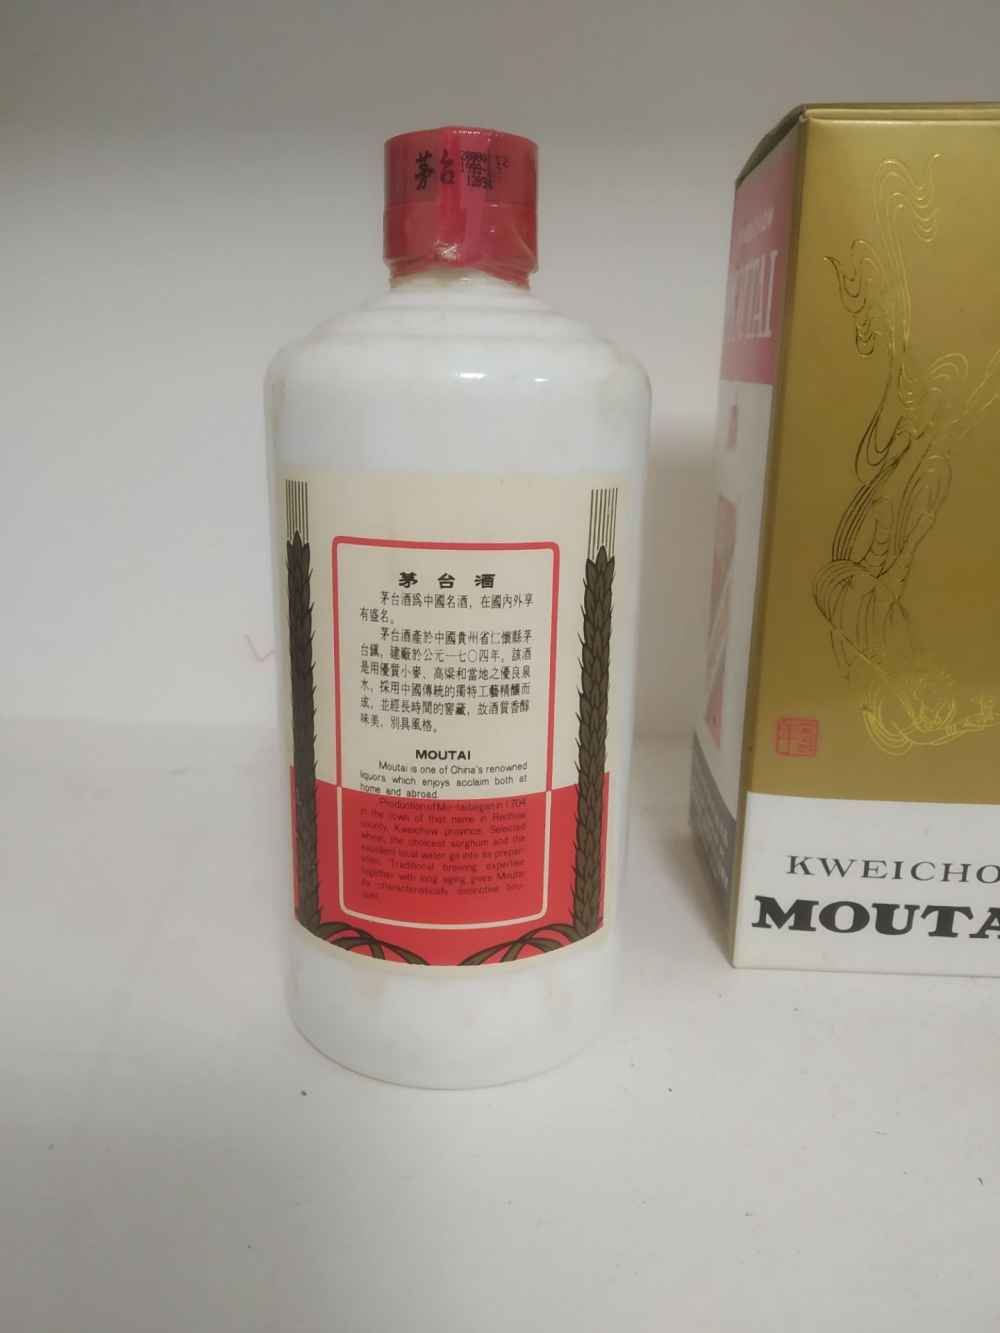 茅台
茅台酒
茅台酒爲中國名酒，在國內外享
有盛名。
茅台酒產於中國貴州省仁懷縣茅
台鎮，建廠於公元一七〇四年。該酒
是用優質小麥、高粱和當地之優良泉
水，採用中國傳統的獨特工藝精釀而
成，並經長時間的窖藏，故酒質香醇
味美，別具風格。
MOUTAI
Moutai is one of China's renowned
liquors which enjoys acclaim both at
home and abroad.
Production of Mou-tai began in 1704
in the town of that name in Renhuai
county, Kweichow province. Selected
wheat, the choicest sorghum and the
excellent local water go into its prepar-
ation. Traditional brewing expertise
together with long aging gives Moutai
its characteristically distinctive bou-
quet.
UTAI
KWEICHO
MOUTA